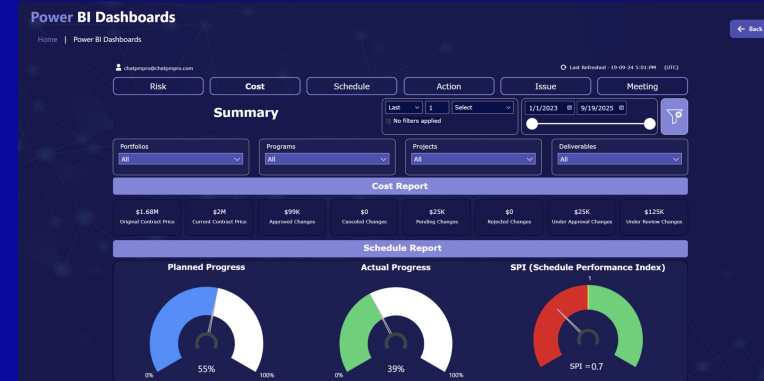 Power BI Dashboards
Home | Power BI Dashboards
← Back
chatpmpro@chatpmpro.com
Last Refreshed - 19-09-24 5:01:PM (UTC)
Risk Cost Schedule Action Issue Meeting
Summary
Last 1 Select
No filters applied
1/1/2023 9/19/2025
Portfolios Programs Projects Deliverables
All All All All
Cost Report
$1.68M $2M $99K $0 $25K $0 $25K $125K
Original Contract Price Current Contract Price Approved Changes Canceled Changes Pending Changes Rejected Changes Under Approval Changes Under Review Changes
Schedule Report
Planned Progress Actual Progress SPI (Schedule Performance Index)
1
55% 39% SPI =0.7
0% 100% 0% 100%